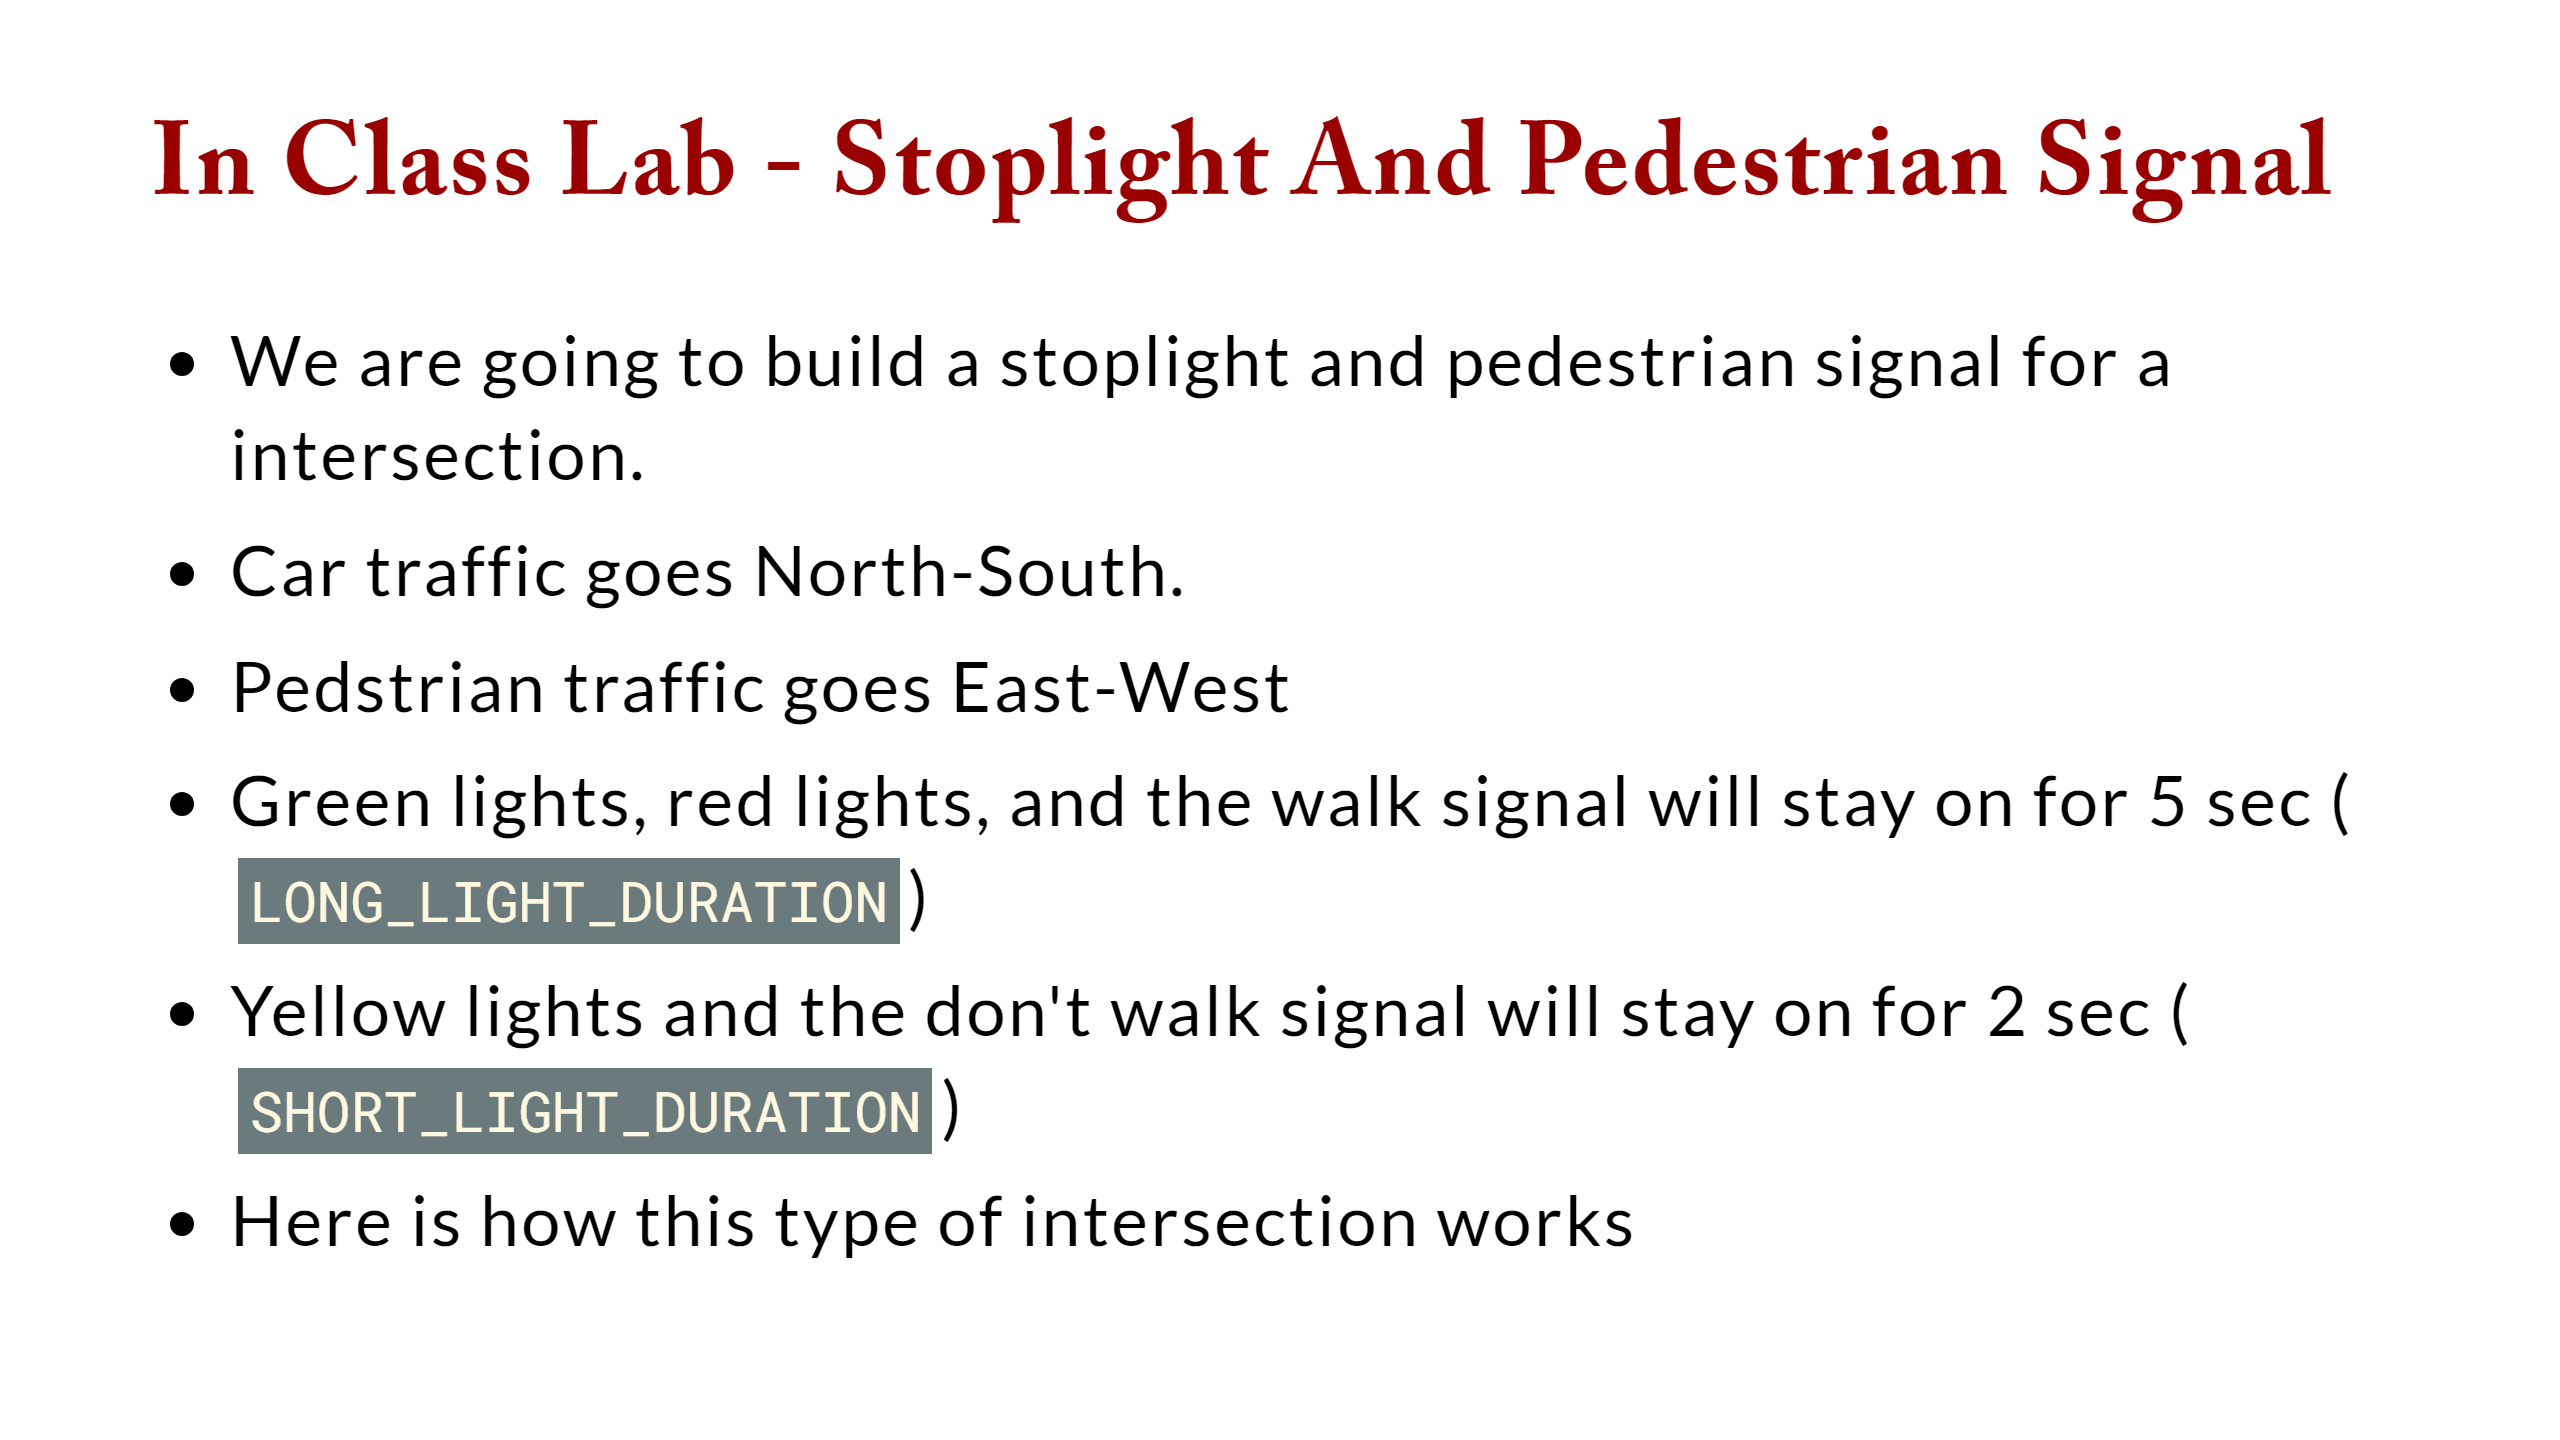 In Class Lab - Stoplight And Pedestrian Signal
• We are going to build a stoplight and pedestrian signal for a
intersection.
• Car traffic goes North-South.
• Pedstrian traffic goes East-West
• Green lights, red lights, and the walk signal will stay on for 5 sec (
LONG_LIGHT_DURATION )
• Yellow lights and the don't walk signal will stay on for 2 sec (
SHORT_LIGHT_DURATION )
• Here is how this type of intersection works